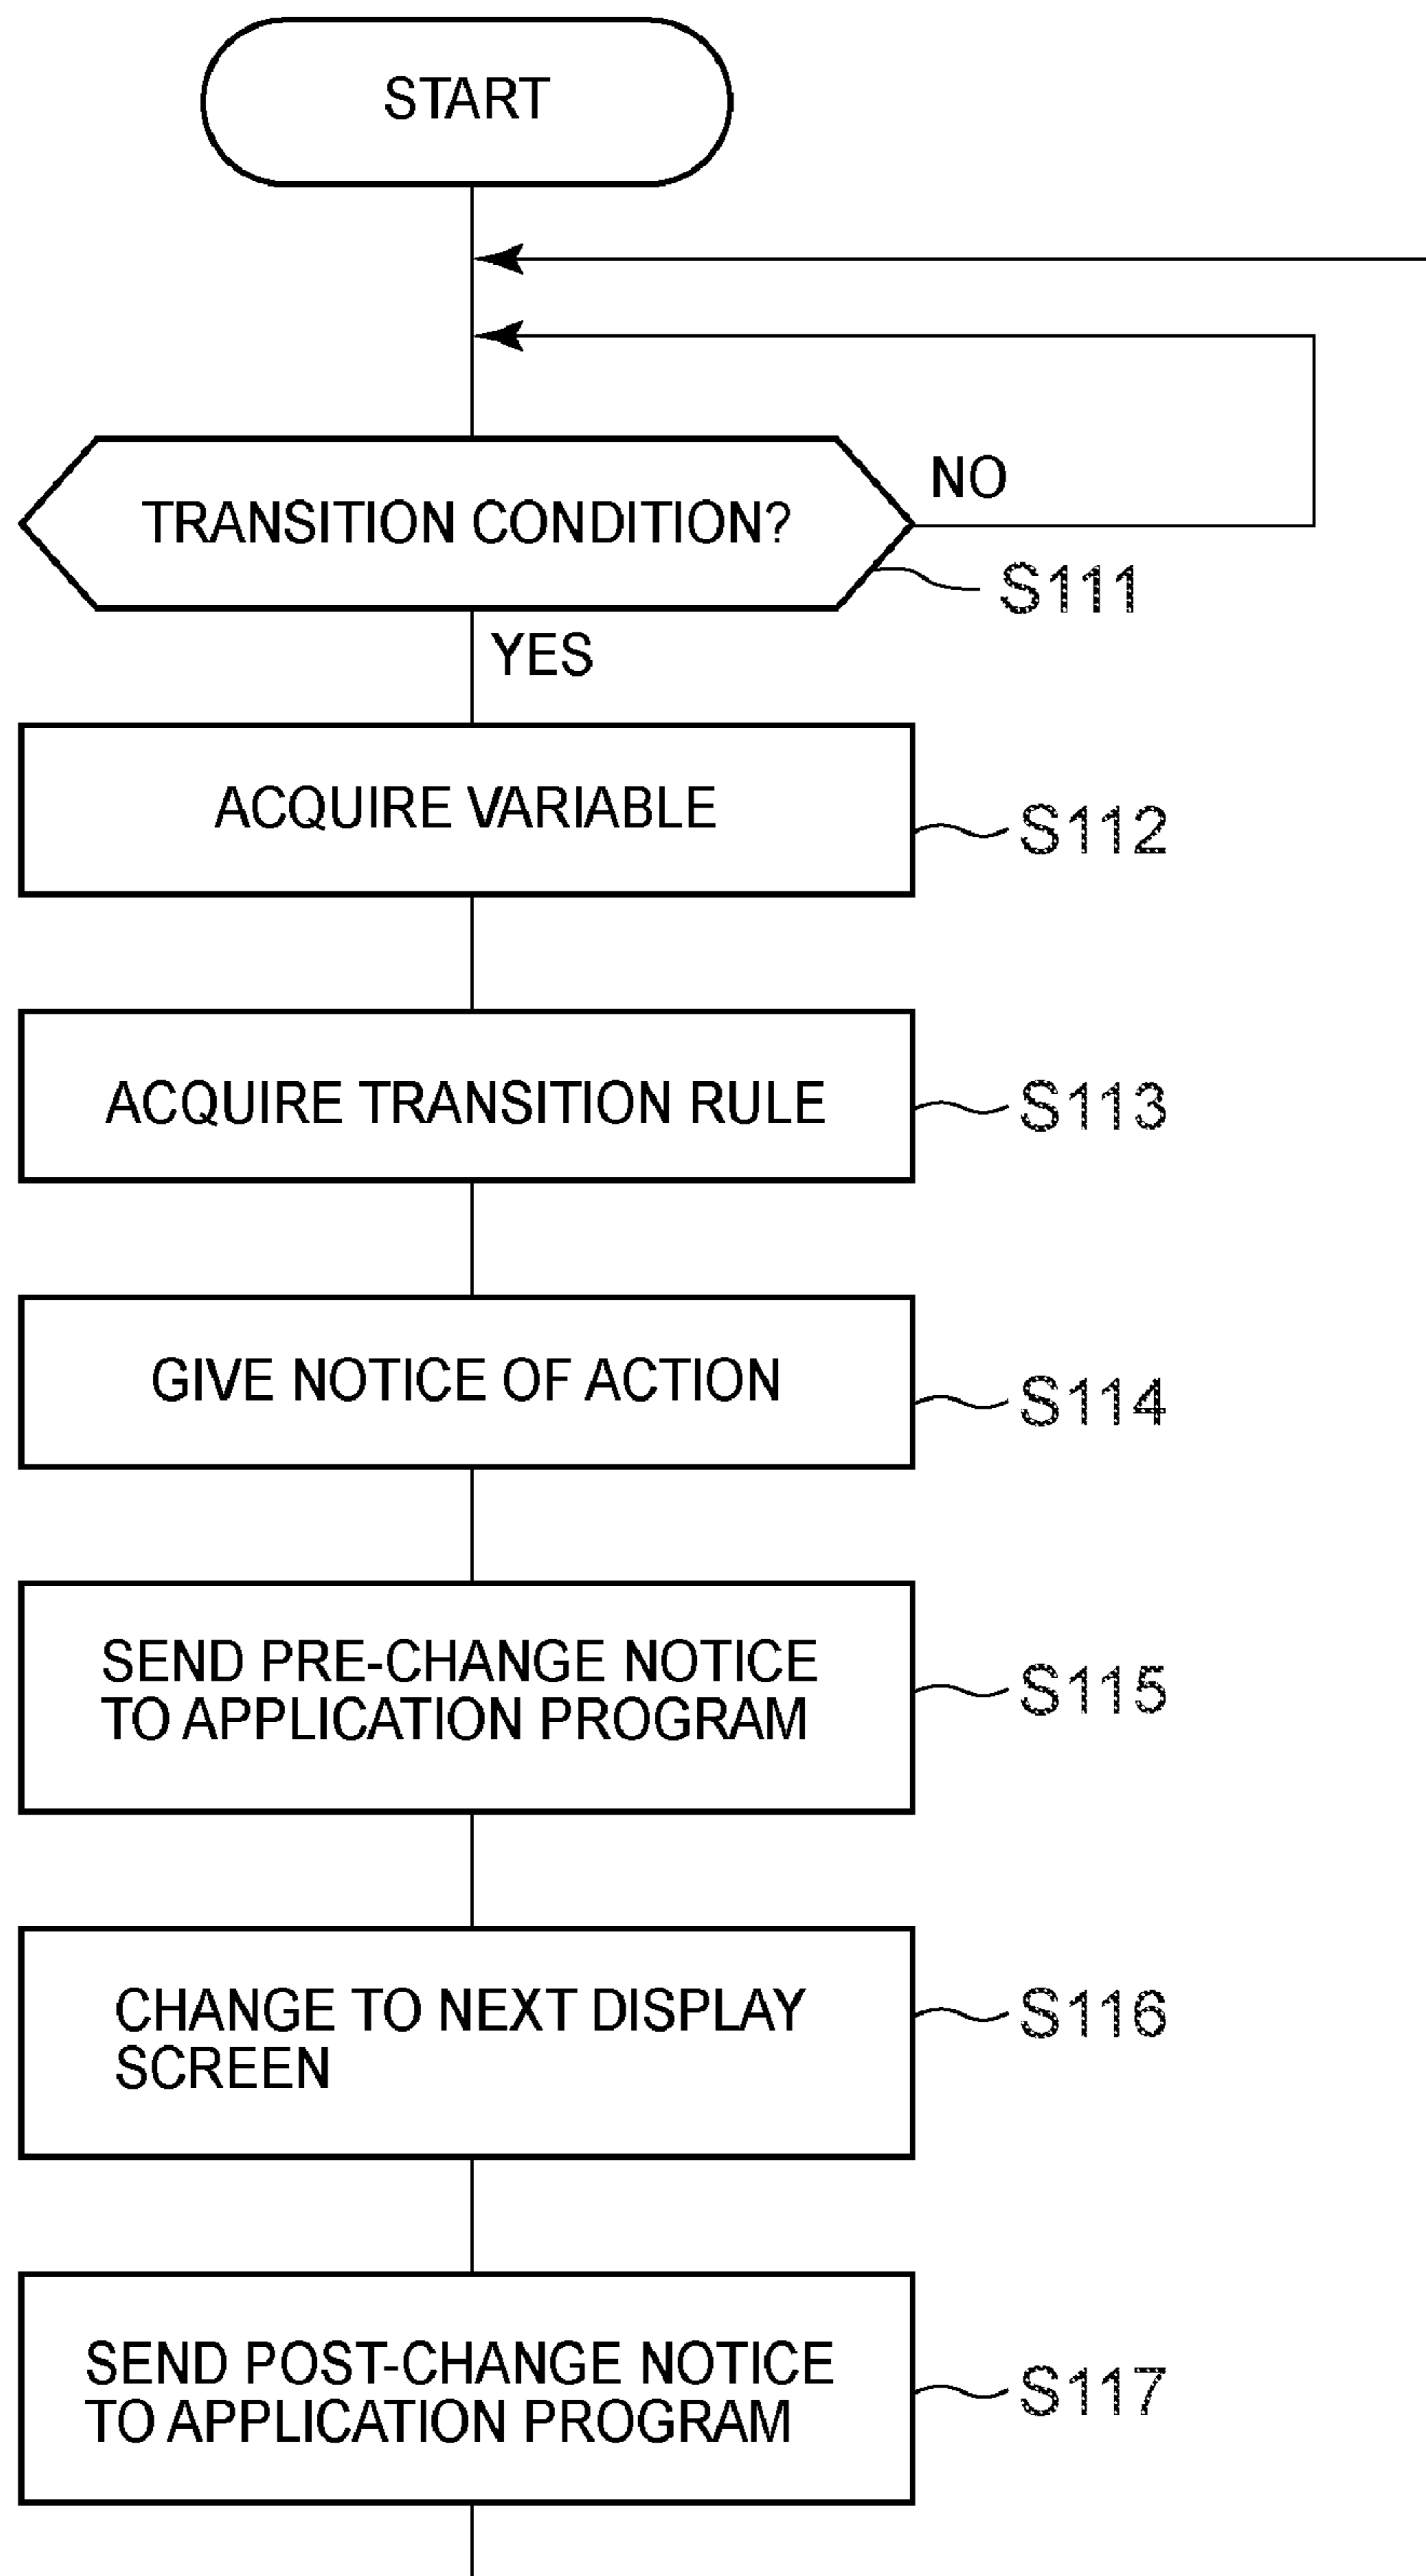 START
TRANSITION CONDITION?
NO
S111
YES
ACQUIRE VARIABLE
S112
ACQUIRE TRANSITION RULE
S113
GIVE NOTICE OF ACTION
S114
SEND PRE-CHANGE NOTICE
TO APPLICATION PROGRAM
S115
CHANGE TO NEXT DISPLAY
SCREEN
S116
SEND POST-CHANGE NOTICE
TO APPLICATION PROGRAM
S117